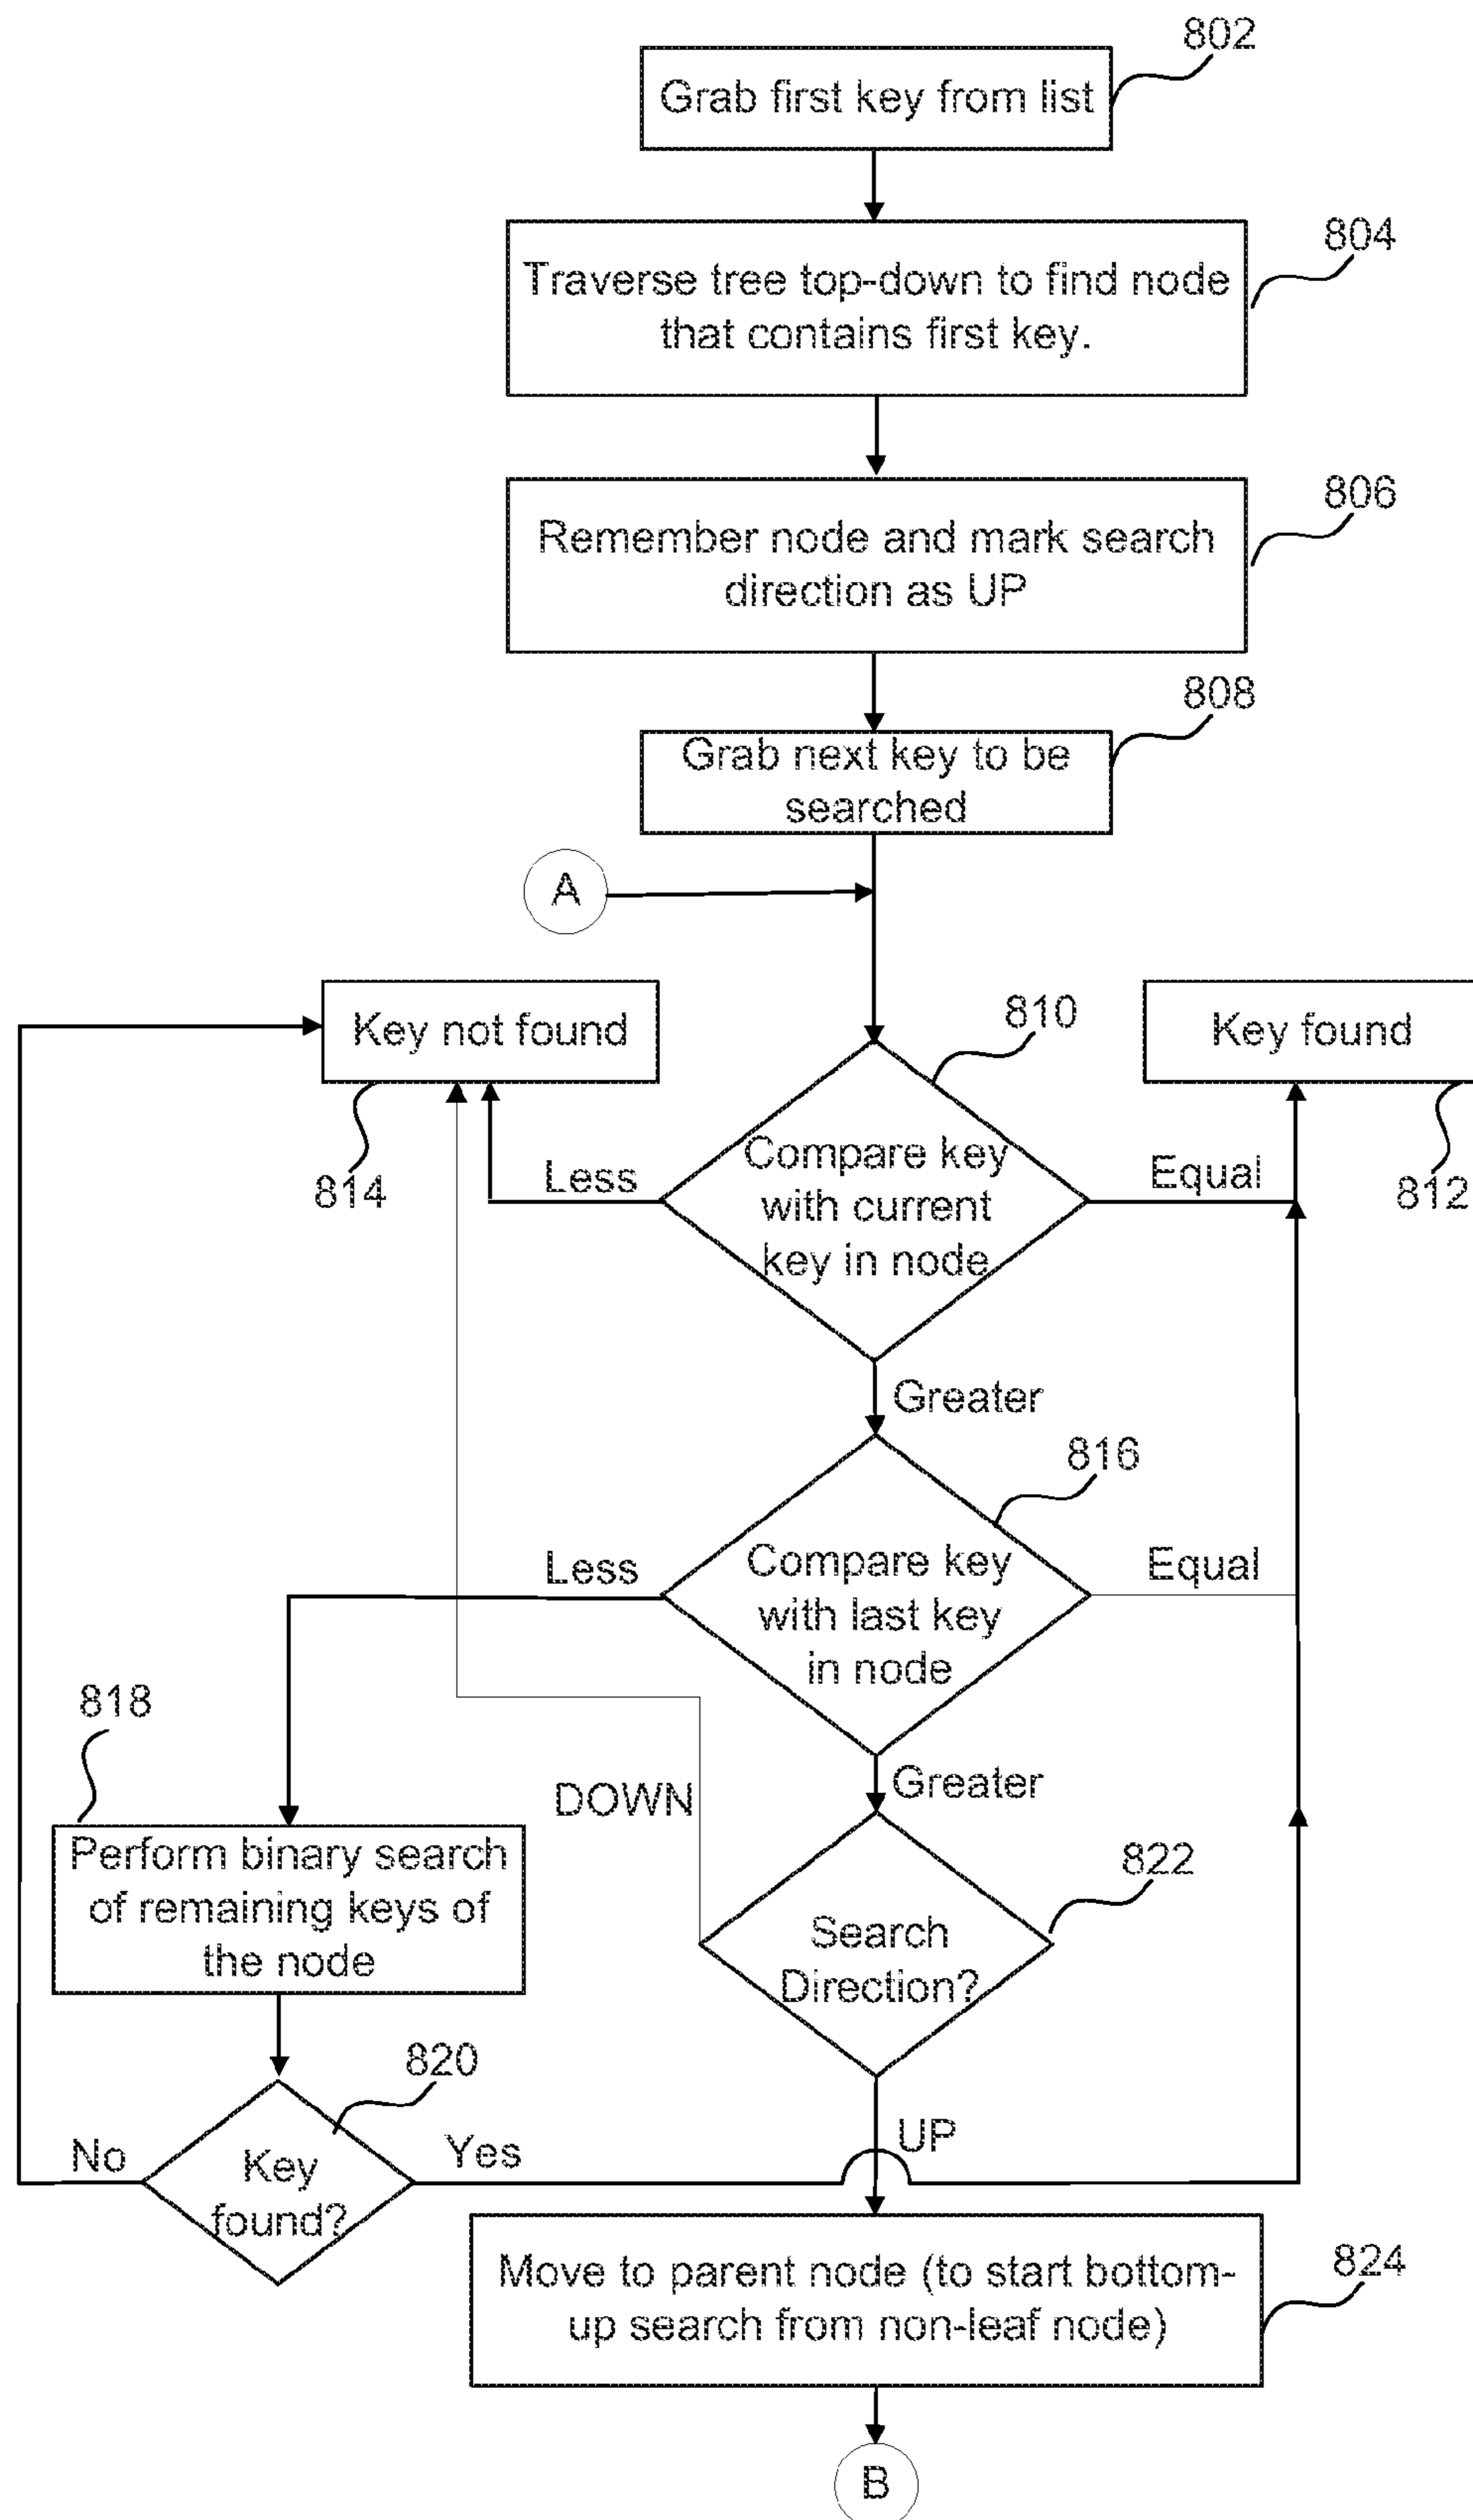 802
Grab first key from list
804
Traverse tree top-down to find node
that contains first key.
806
Remember node and mark search
direction as UP
808
Grab next key to be
searched
A
Key not found
810
Key found
814
Less
Compare key
with current
key in node
Equal
812
Greater
816
Less
Compare key
with last key
in node
Equal
818
DOWN
Greater
Perform binary search
of remaining keys of
the node
822
Search
Direction?
820
No
Key
found?
Yes
UP
824
Move to parent node (to start bottom-
up search from non-leaf node)
B